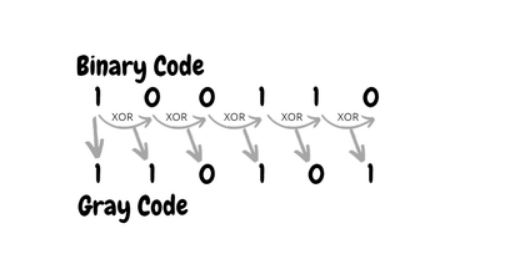 Binary Code
1 0 0 1 1 0
XOR XOR XOR XOR XOR
1 1 0 1 0 1
Gray Code